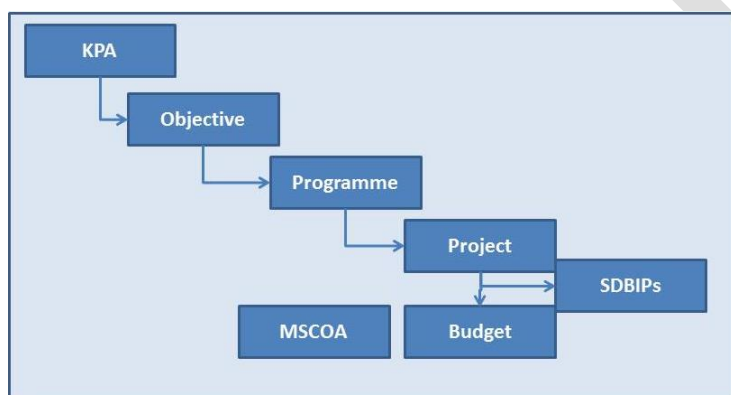 KPA
Objective
Programme
Project
SDBIPs
MSCOA
Budget